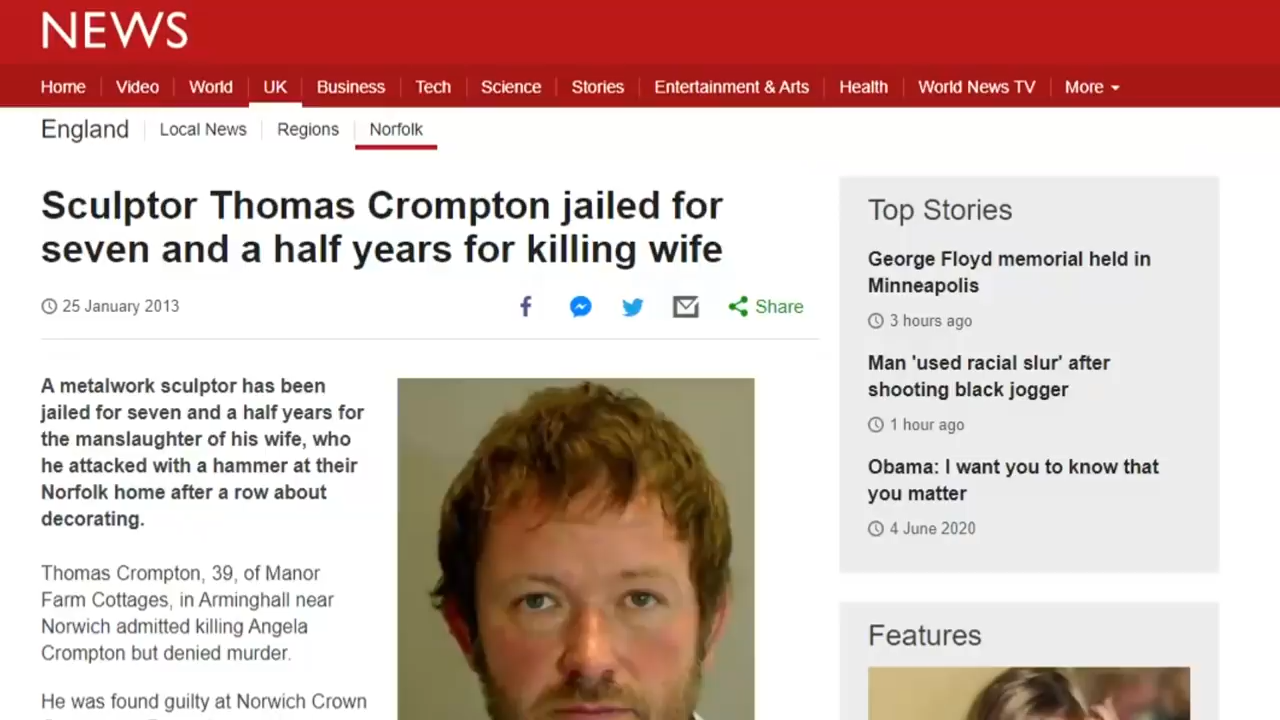 NEWS
Home Video World UK Business Tech Science Stories Entertainment & Arts Health World News TV More
England Local News Regions Norfolk
Sculptor Thomas Crompton jailed for
seven and a half years for killing wife
25 January 2013
Share
A metalwork sculptor has been
jailed for seven and a half years for
the manslaughter of his wife, who
he attacked with a hammer at their
Norfolk home after a row about
decorating.
Thomas Crompton, 39, of Manor
Farm Cottages, in Arminghall near
Norwich admitted killing Angela
Crompton but denied murder.
He was found guilty at Norwich Crown
Top Stories
George Floyd memorial held in
Minneapolis
3 hours ago
Man 'used racial slur' after
shooting black jogger
1 hour ago
Obama: I want you to know that
you matter
4 June 2020
Features